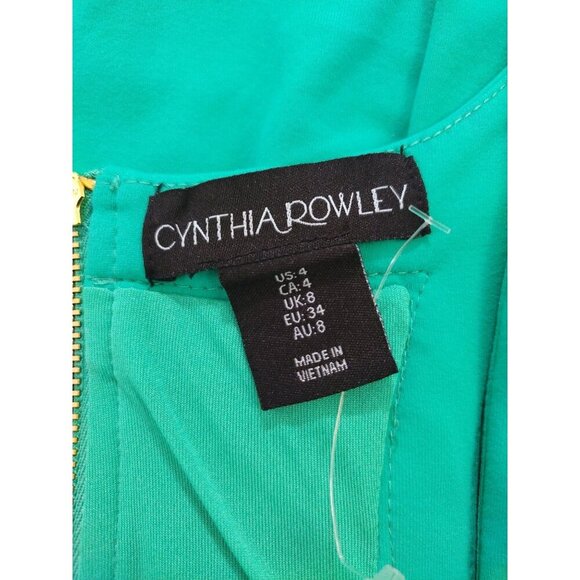 CYNTHIA ROWLEY
US: 4
CA: 4
UK: 8
EU: 34
AU: 8
MADE IN
VIETNAM